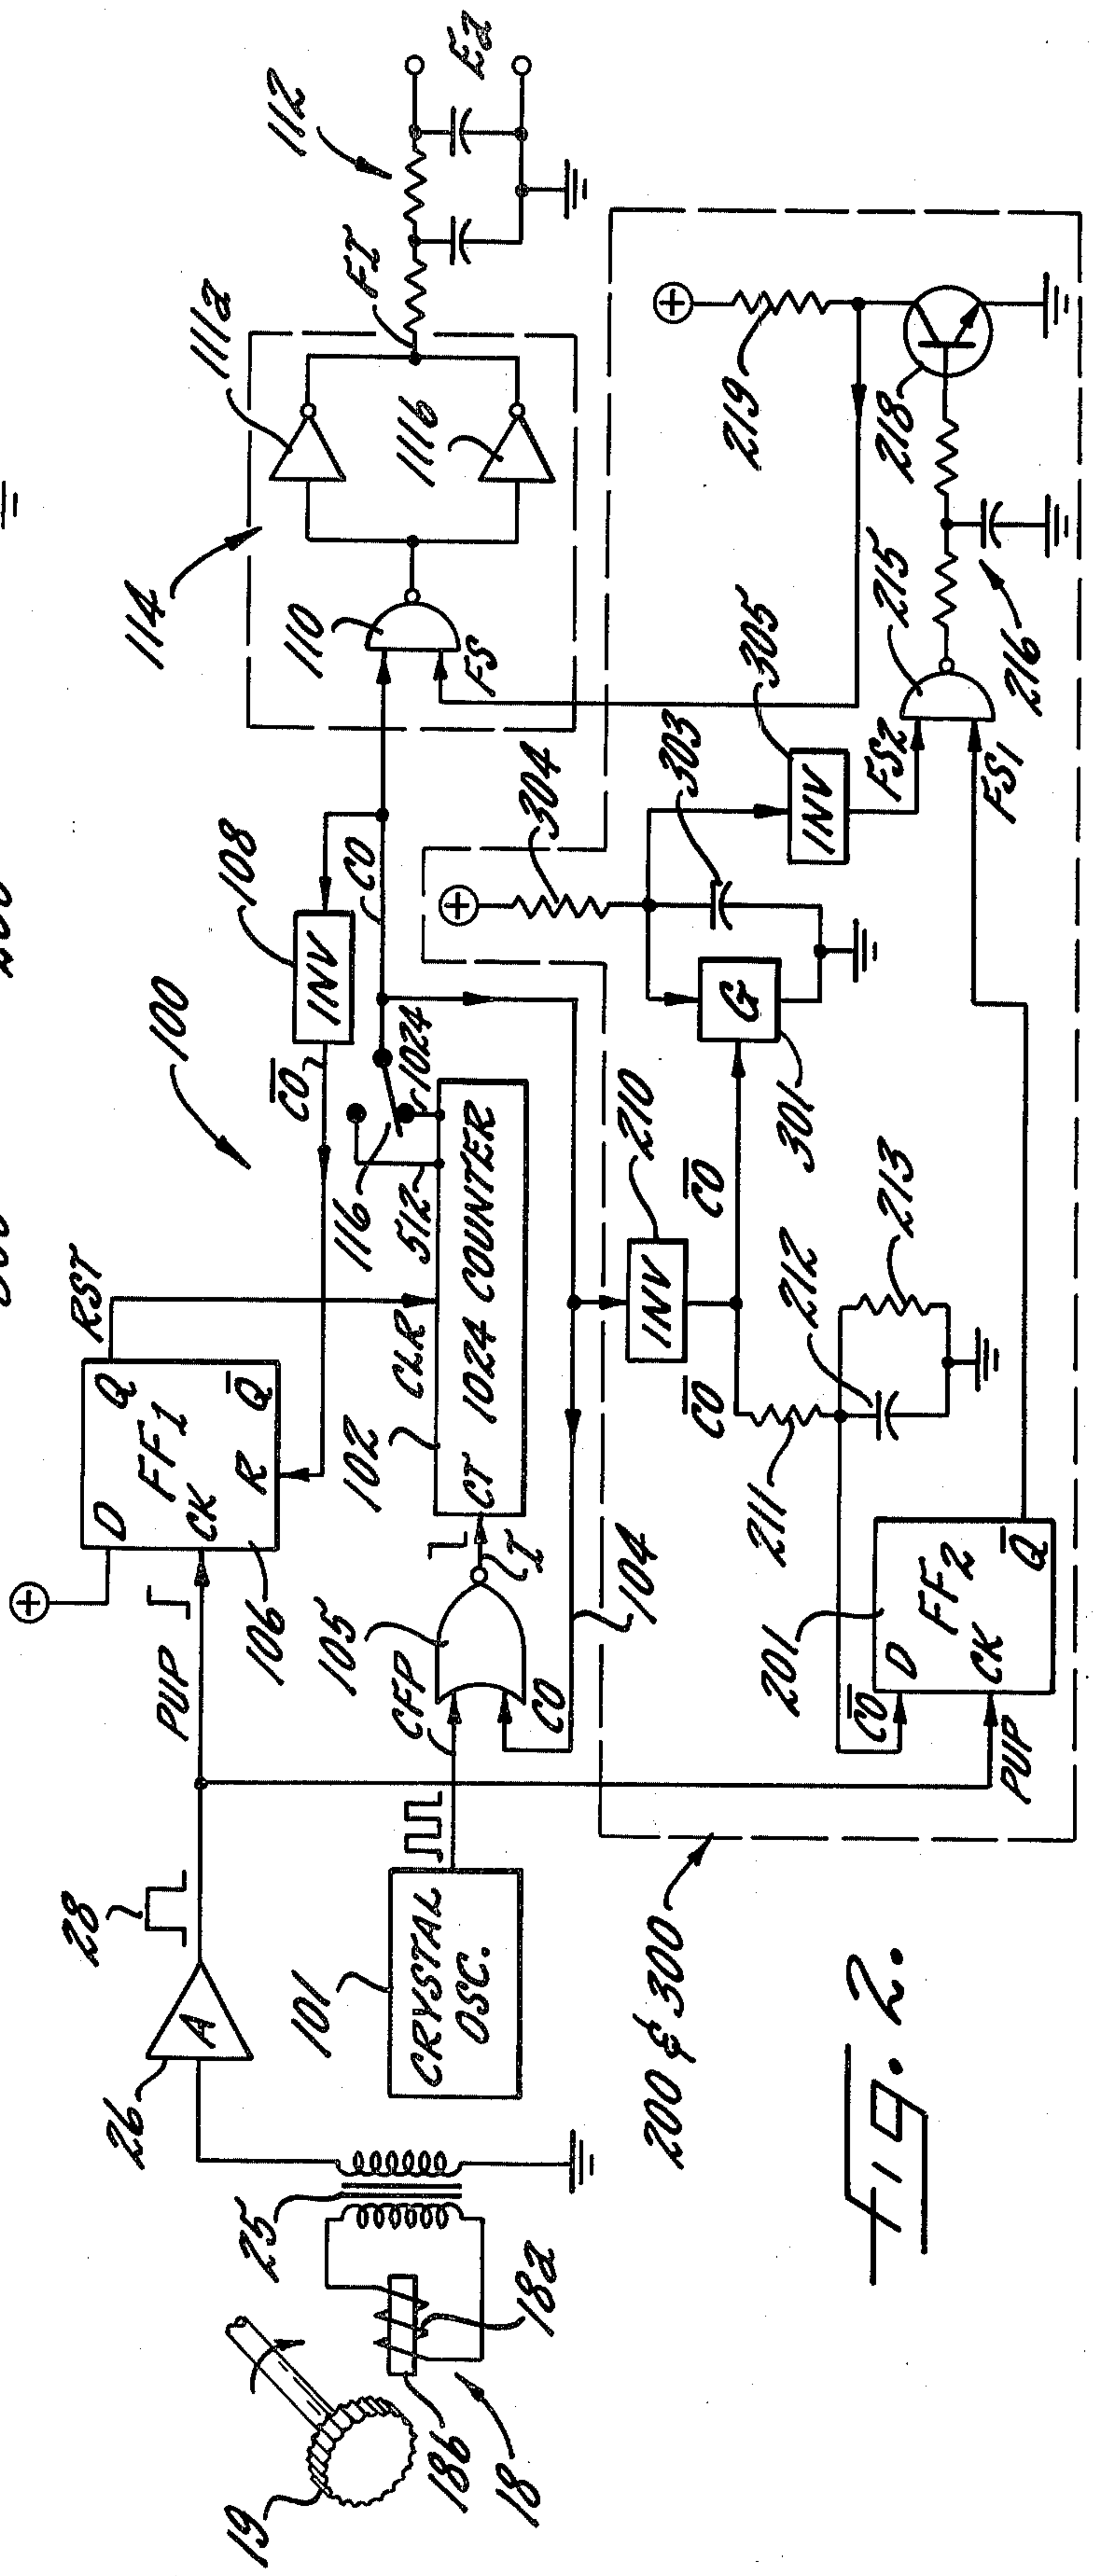 19
18b
18
18a
25
26
A
28
PUP
101
CRYSTAL
OSC.
CFP
105
CO
I
106
D
Q
FF1
CK
R
Q̅
RST
C̅O̅
100
INV
108
102
CLR
CT 1024 COUNTER
512
116
1024
CO
104
114
110
FS
111a
111b
FI
112
Ea
200 & 300
PUP
C̅O̅
201
D
FF2
CK
Q̅
211
212
213
C̅O̅
C̅O̅
INV
210
G
301
304
303
INV
305
FS2
FS1
215
216
218
219
Fig. 2.